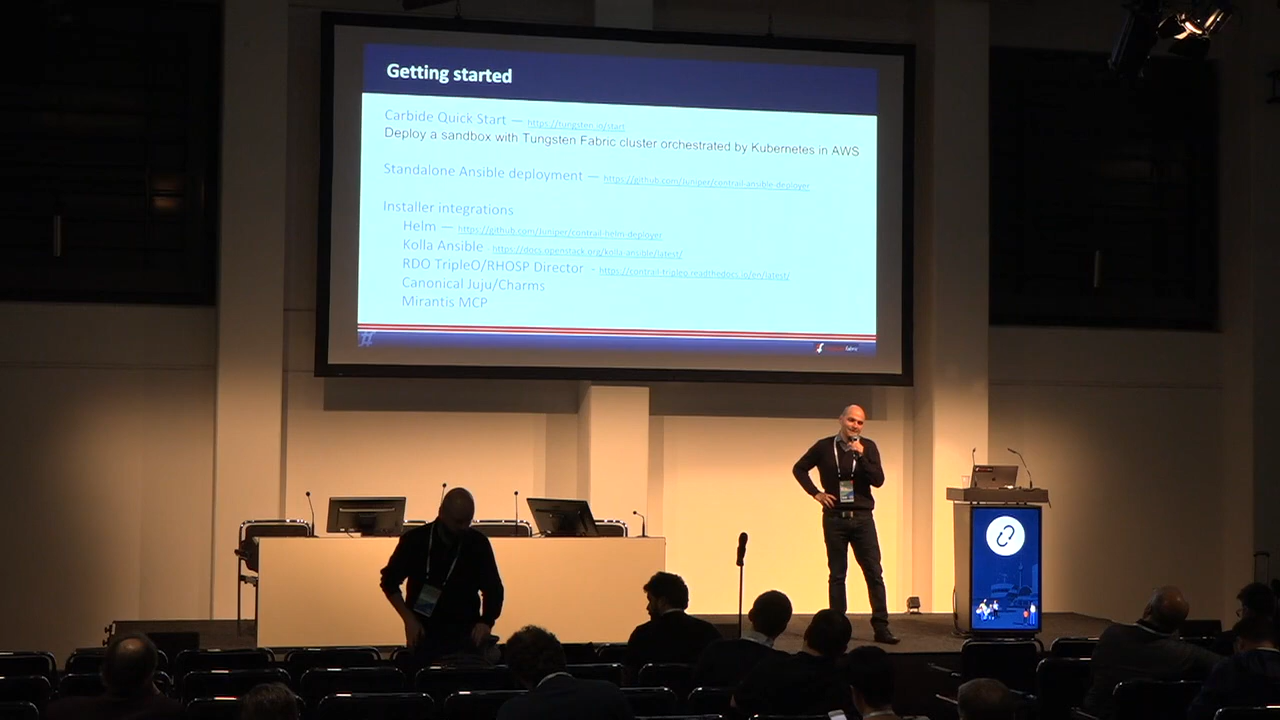 Getting started
Carbide Quick Start — https://tungsten.io/start
Deploy a sandbox with Tungsten Fabric cluster orchestrated by Kubernetes in AWS
Standalone Ansible deployment — https://github.com/Juniper/contrail-ansible-deployer
Installer integrations
Helm — https://github.com/Juniper/contrail-helm-deployer
Kolla Ansible https://docs.openstack.org/kolla-ansible/latest/
RDO TripleO/RHOSP Director - https://contrail-tripleo.readthedocs.io/en/latest/
Canonical Juju/Charms
Mirantis MCP
fabric